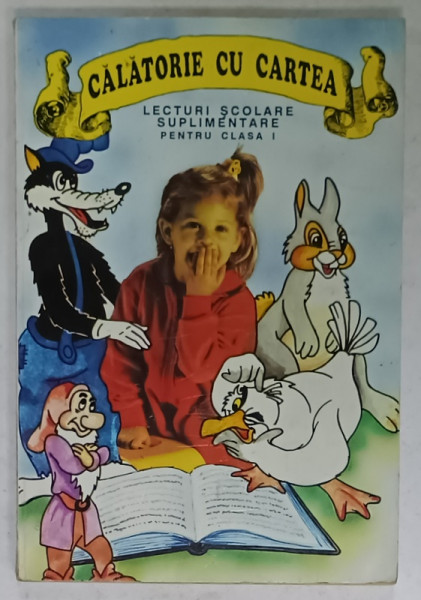 CĂLĂTORIE CU CARTEA
LECTURI ȘCOLARE
SUPLIMENTARE
PENTRU CLASA I